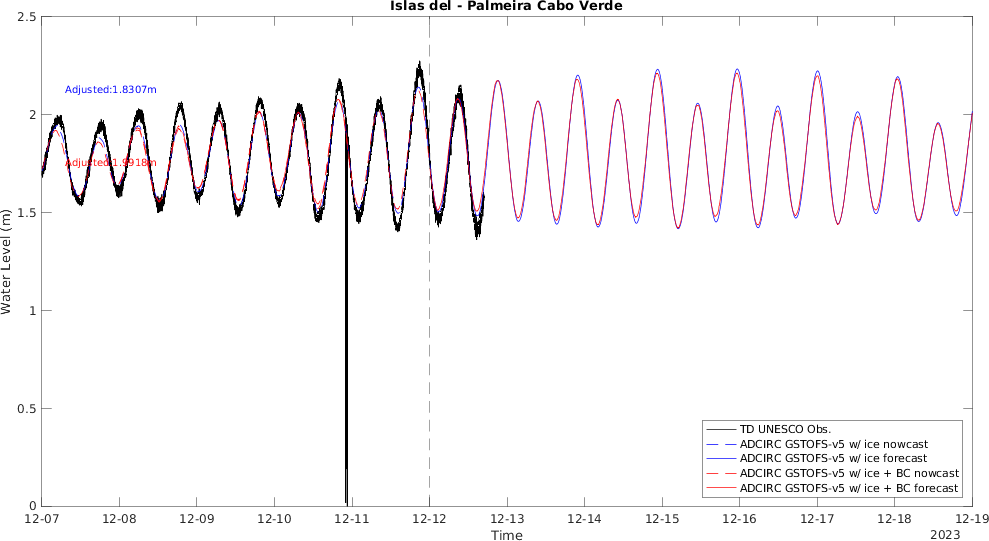 Islas del - Palmeira Cabo Verde
2.5
Adjusted:1.8307m
2
Adjusted:1.9918m
1.5
Water Level (m)
1
0.5
TD UNESCO Obs.
ADCIRC GSTOFS-v5 w/ ice nowcast
ADCIRC GSTOFS-v5 w/ ice forecast
ADCIRC GSTOFS-v5 w/ ice + BC nowcast
ADCIRC GSTOFS-v5 w/ ice + BC forecast
0
12-07 12-08 12-09 12-10 12-11 12-12 12-13 12-14 12-15 12-16 12-17 12-18 12-19
Time
2023